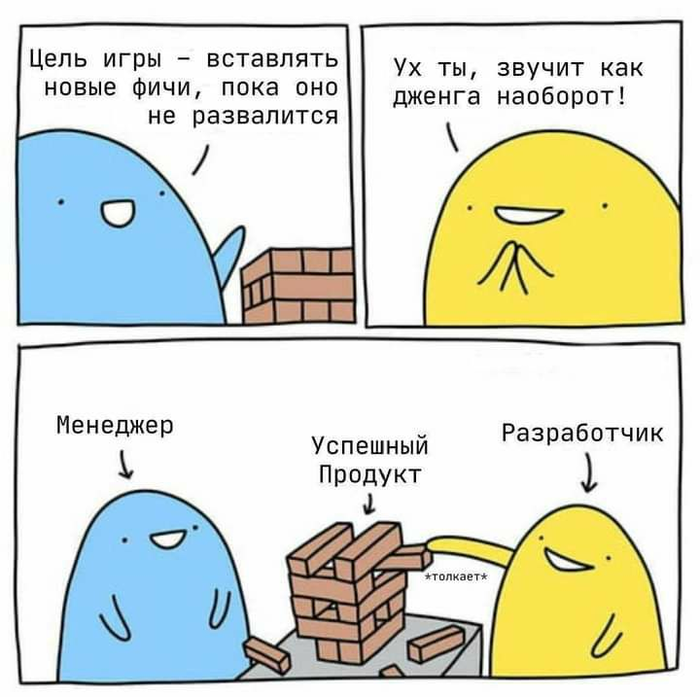 Цель игры – вставлять
новые фичи, пока оно
не развалится
Ух ты, звучит как
дженга наоборот!
Менеджер
Успешный
Продукт
Разработчик
*толкает*